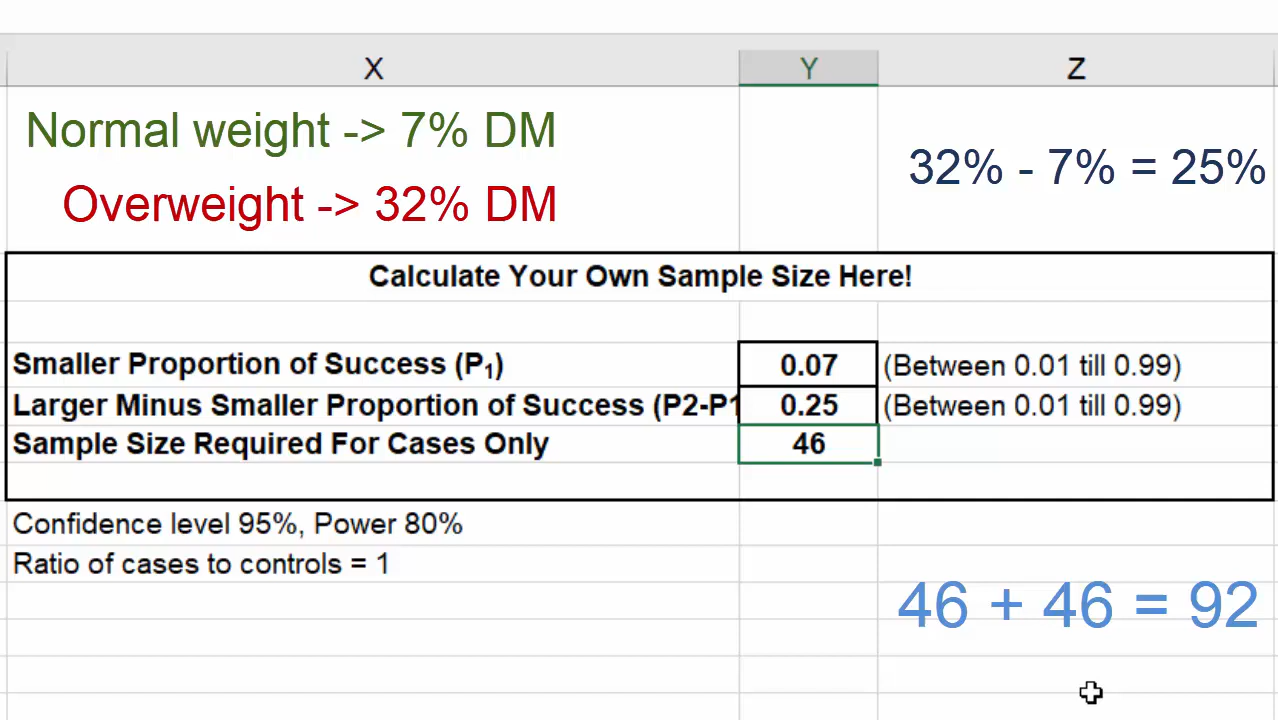 X Y Z
Normal weight -> 7% DM
32% - 7% = 25%
Overweight -> 32% DM
Calculate Your Own Sample Size Here!
Smaller Proportion of Success (P₁) 0.07 (Between 0.01 till 0.99)
Larger Minus Smaller Proportion of Success (P2-P1 0.25 (Between 0.01 till 0.99)
Sample Size Required For Cases Only 46
Confidence level 95%, Power 80%
Ratio of cases to controls = 1
46 + 46 = 92